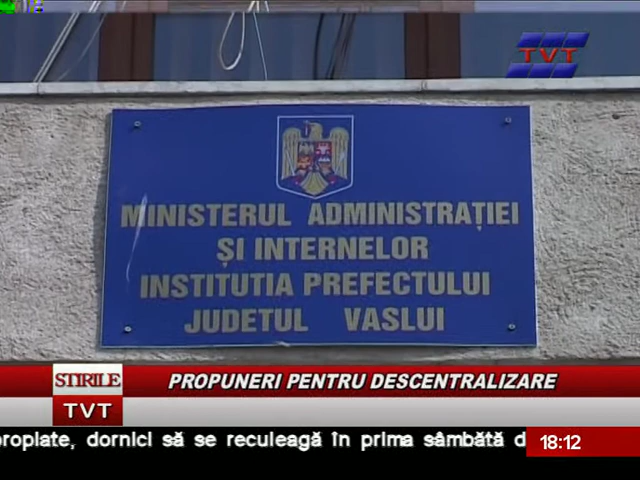 TVT
MINISTERUL ADMINISTRAȚIEI
ȘI INTERNELOR
INSTITUTIA PREFECTULUI
JUDETUL VASLUI
STIRILE
TVT
PROPUNERI PENTRU DESCENTRALIZARE
dornici să se reculeagă în prima sâmbătă
18:12